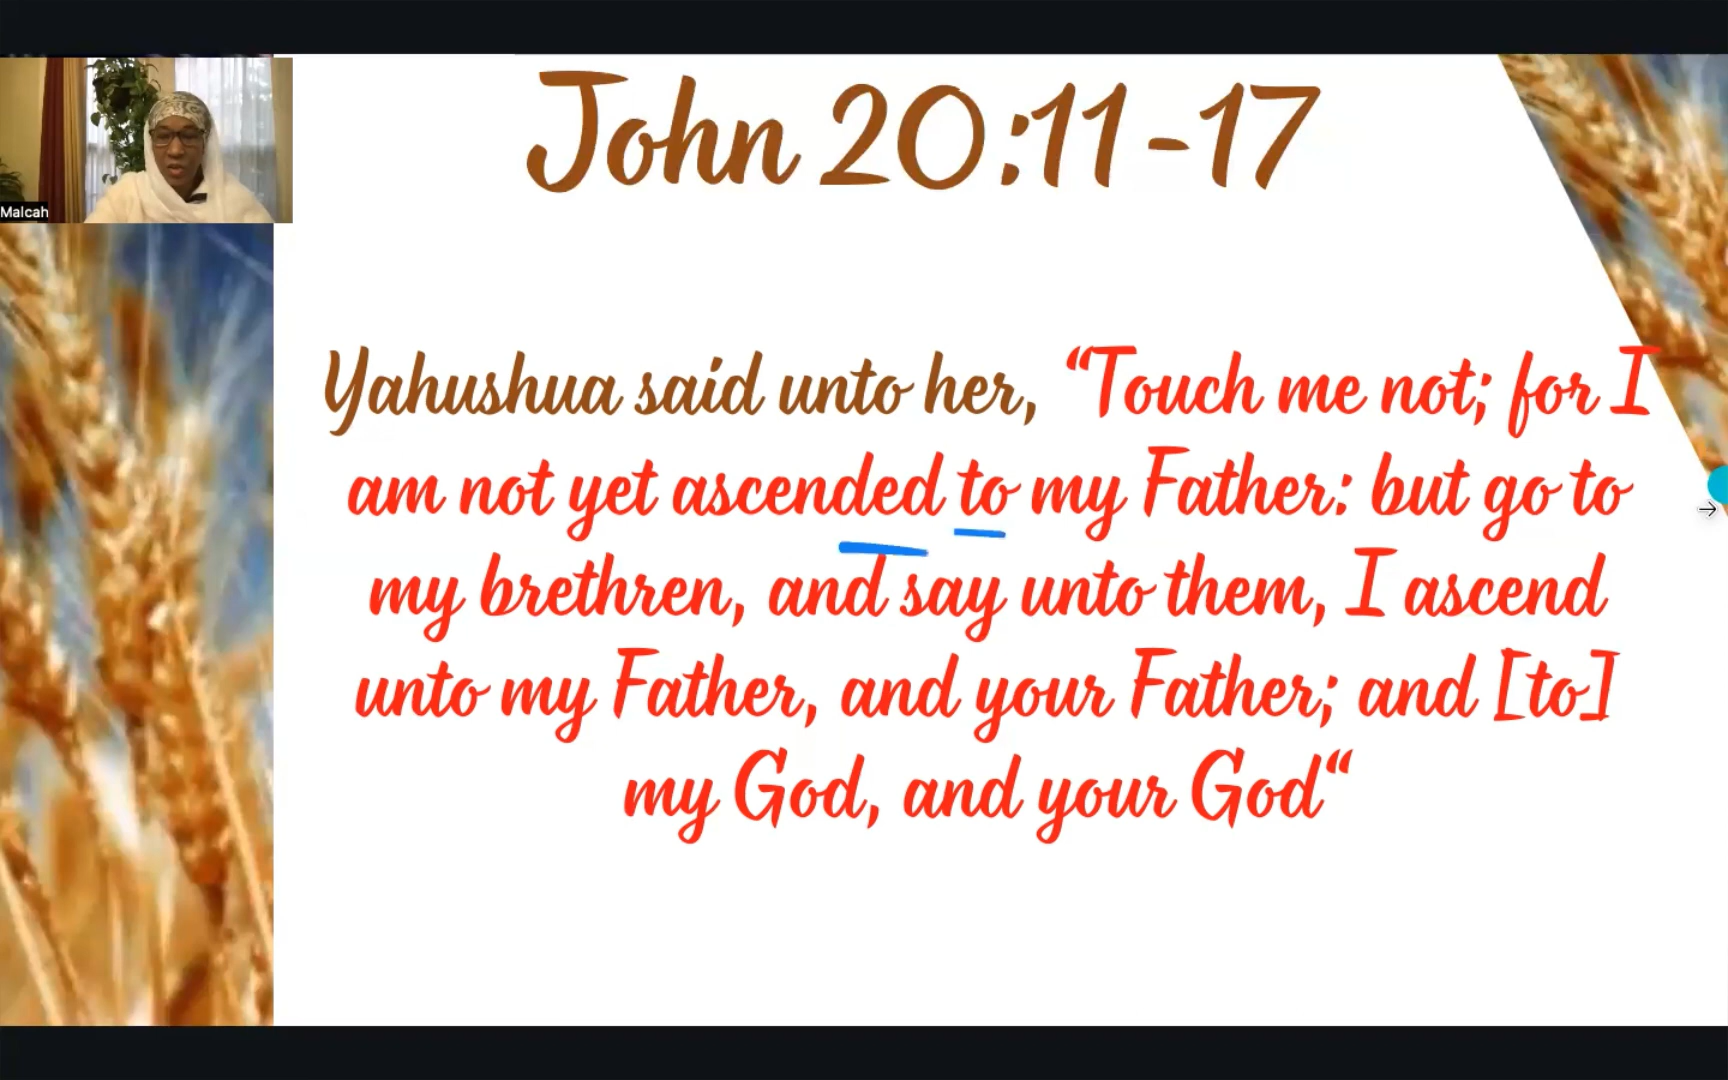 John 20:11-17
Malcah
Yahushua said unto her, “Touch me not; for I
am not yet ascended to my Father: but go to
my brethren, and say unto them, I ascend
unto my Father, and your Father; and [to]
my God, and your God“